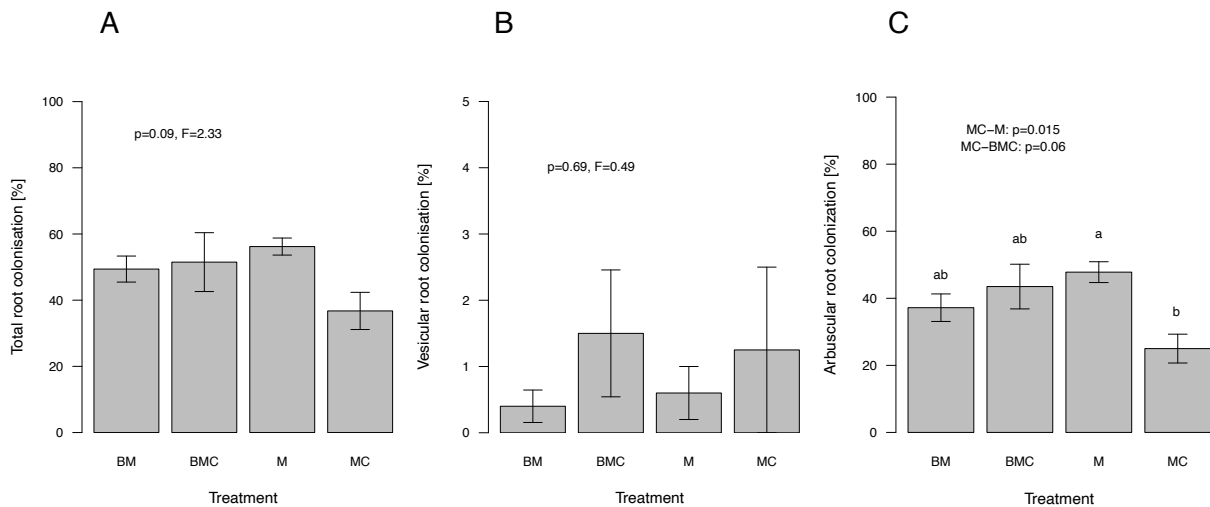 A
Total root colonisation [%]
100
80
60
40
20
0
p=0.09, F=2.33
BM BMC M MC
Treatment
B
Vesicular root colonisation [%]
5
4
3
2
1
0
p=0.69, F=0.49
BM BMC M MC
Treatment
C
Arbuscular root colonization [%]
100
80
60
40
20
0
MC−M: p=0.015
MC−BMC: p=0.06
ab ab a b
BM BMC M MC
Treatment